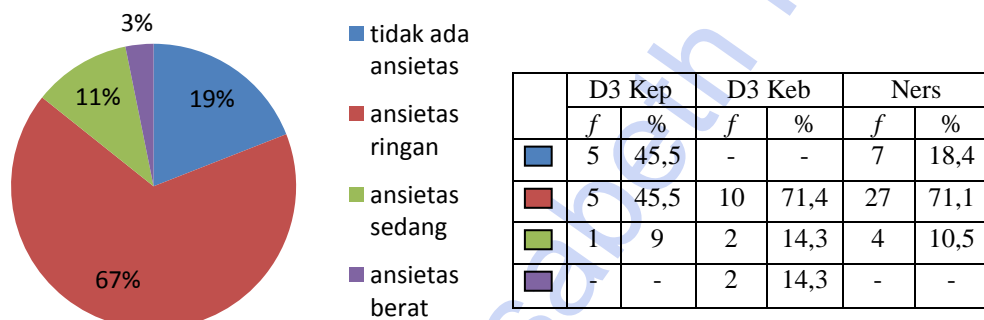 3%
19%
11%
67%
tidak ada
ansietas
ansietas
ringan
ansietas
sedang
ansietas
berat
D3 Kep D3 Keb Ners
f % f % f %
5 45,5 - - 7 18,4
5 45,5 10 71,4 27 71,1
1 9 2 14,3 4 10,5
- - 2 14,3 - -